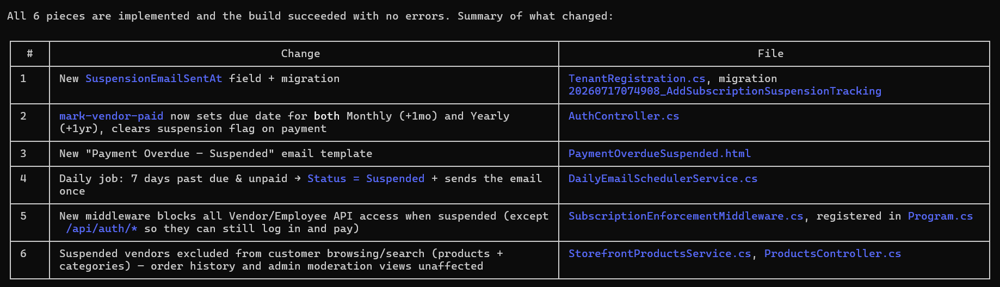 All 6 pieces are implemented and the build succeeded with no errors. Summary of what changed:
# Change File
1 New SuspensionEmailSentAt field + migration TenantRegistration.cs, migration
20260717074908_AddSubscriptionSuspensionTracking
2 mark-vendor-paid now sets due date for both Monthly (+1mo) and Yearly AuthController.cs
(+1yr), clears suspension flag on payment
3 New "Payment Overdue — Suspended" email template PaymentOverdueSuspended.html
4 Daily job: 7 days past due & unpaid → Status = Suspended + sends the email DailyEmailSchedulerService.cs
once
5 New middleware blocks all Vendor/Employee API access when suspended (except SubscriptionEnforcementMiddleware.cs, registered in Program.cs
/api/auth/* so they can still log in and pay)
6 Suspended vendors excluded from customer browsing/search (products + StorefrontProductsService.cs, ProductsController.cs
categories) — order history and admin moderation views unaffected